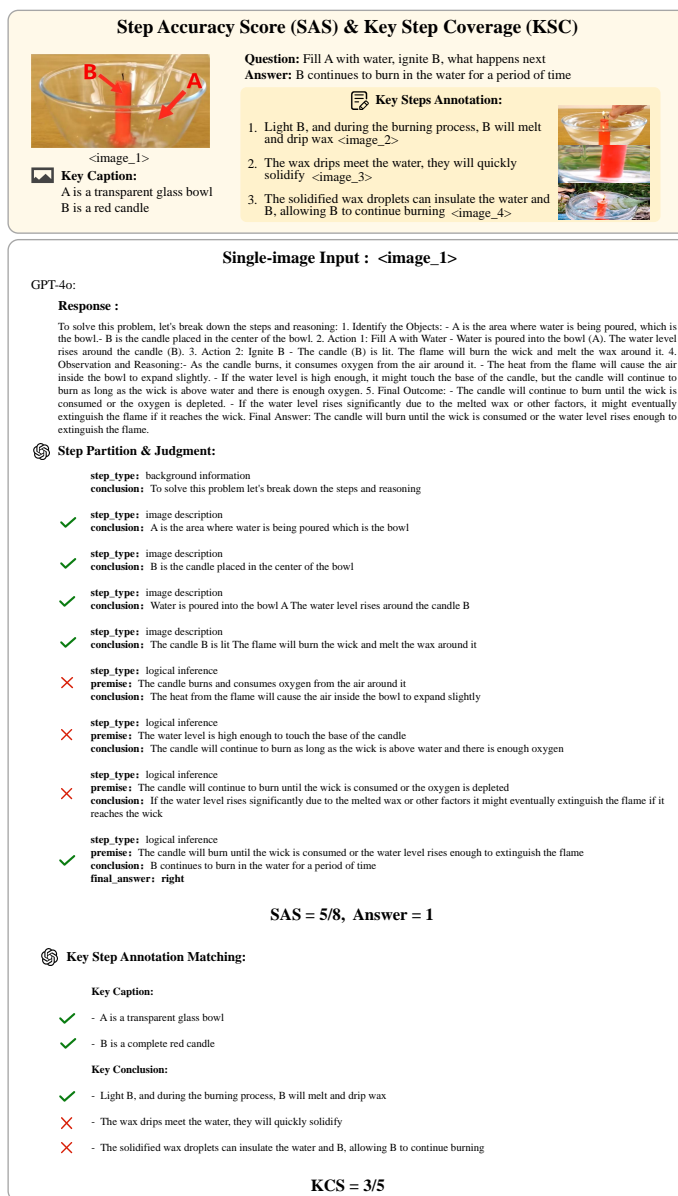 Step Accuracy Score (SAS) & Key Step Coverage (KSC)
B
A
<image_1>
Key Caption:
A is a transparent glass bowl
B is a red candle
Question: Fill A with water, ignite B, what happens next
Answer: B continues to burn in the water for a period of time
Key Steps Annotation:
1. Light B, and during the burning process, B will melt
and drip wax <image_2>
2. The wax drips meet the water, they will quickly
solidify <image_3>
3. The solidified wax droplets can insulate the water and
B, allowing B to continue burning <image_4>
Single-image Input : <image_1>
GPT-4o:
Response :
To solve this problem, let's break down the steps and reasoning: 1. Identify the Objects: - A is the area where water is being poured, which is
the bowl.- B is the candle placed in the center of the bowl. 2. Action 1: Fill A with Water - Water is poured into the bowl (A). The water level
rises around the candle (B). 3. Action 2: Ignite B - The candle (B) is lit. The flame will burn the wick and melt the wax around it. 4.
Observation and Reasoning:- As the candle burns, it consumes oxygen from the air around it. - The heat from the flame will cause the air
inside the bowl to expand slightly. - If the water level is high enough, it might touch the base of the candle, but the candle will continue to
burn as long as the wick is above water and there is enough oxygen. 5. Final Outcome: - The candle will continue to burn until the wick is
consumed or the oxygen is depleted. - If the water level rises significantly due to the melted wax or other factors, it might eventually
extinguish the flame if it reaches the wick. Final Answer: The candle will burn until the wick is consumed or the water level rises enough to
extinguish the flame.
Step Partition & Judgment:
step_type: background information
conclusion: To solve this problem let's break down the steps and reasoning
step_type: image description
conclusion: A is the area where water is being poured which is the bowl
step_type: image description
conclusion: B is the candle placed in the center of the bowl
step_type: image description
conclusion: Water is poured into the bowl A The water level rises around the candle B
step_type: image description
conclusion: The candle B is lit The flame will burn the wick and melt the wax around it
step_type: logical inference
premise: The candle burns and consumes oxygen from the air around it
conclusion: The heat from the flame will cause the air inside the bowl to expand slightly
step_type: logical inference
premise: The water level is high enough to touch the base of the candle
conclusion: The candle will continue to burn as long as the wick is above water and there is enough oxygen
step_type: logical inference
premise: The candle will continue to burn until the wick is consumed or the oxygen is depleted
conclusion: If the water level rises significantly due to the melted wax or other factors it might eventually extinguish the flame if it
reaches the wick
step_type: logical inference
premise: The candle will burn until the wick is consumed or the water level rises enough to extinguish the flame
conclusion: B continues to burn in the water for a period of time
final_answer: right
SAS = 5/8, Answer = 1
Key Step Annotation Matching:
Key Caption:
- A is a transparent glass bowl
- B is a complete red candle
Key Conclusion:
- Light B, and during the burning process, B will melt and drip wax
- The wax drips meet the water, they will quickly solidify
- The solidified wax droplets can insulate the water and B, allowing B to continue burning
KCS = 3/5